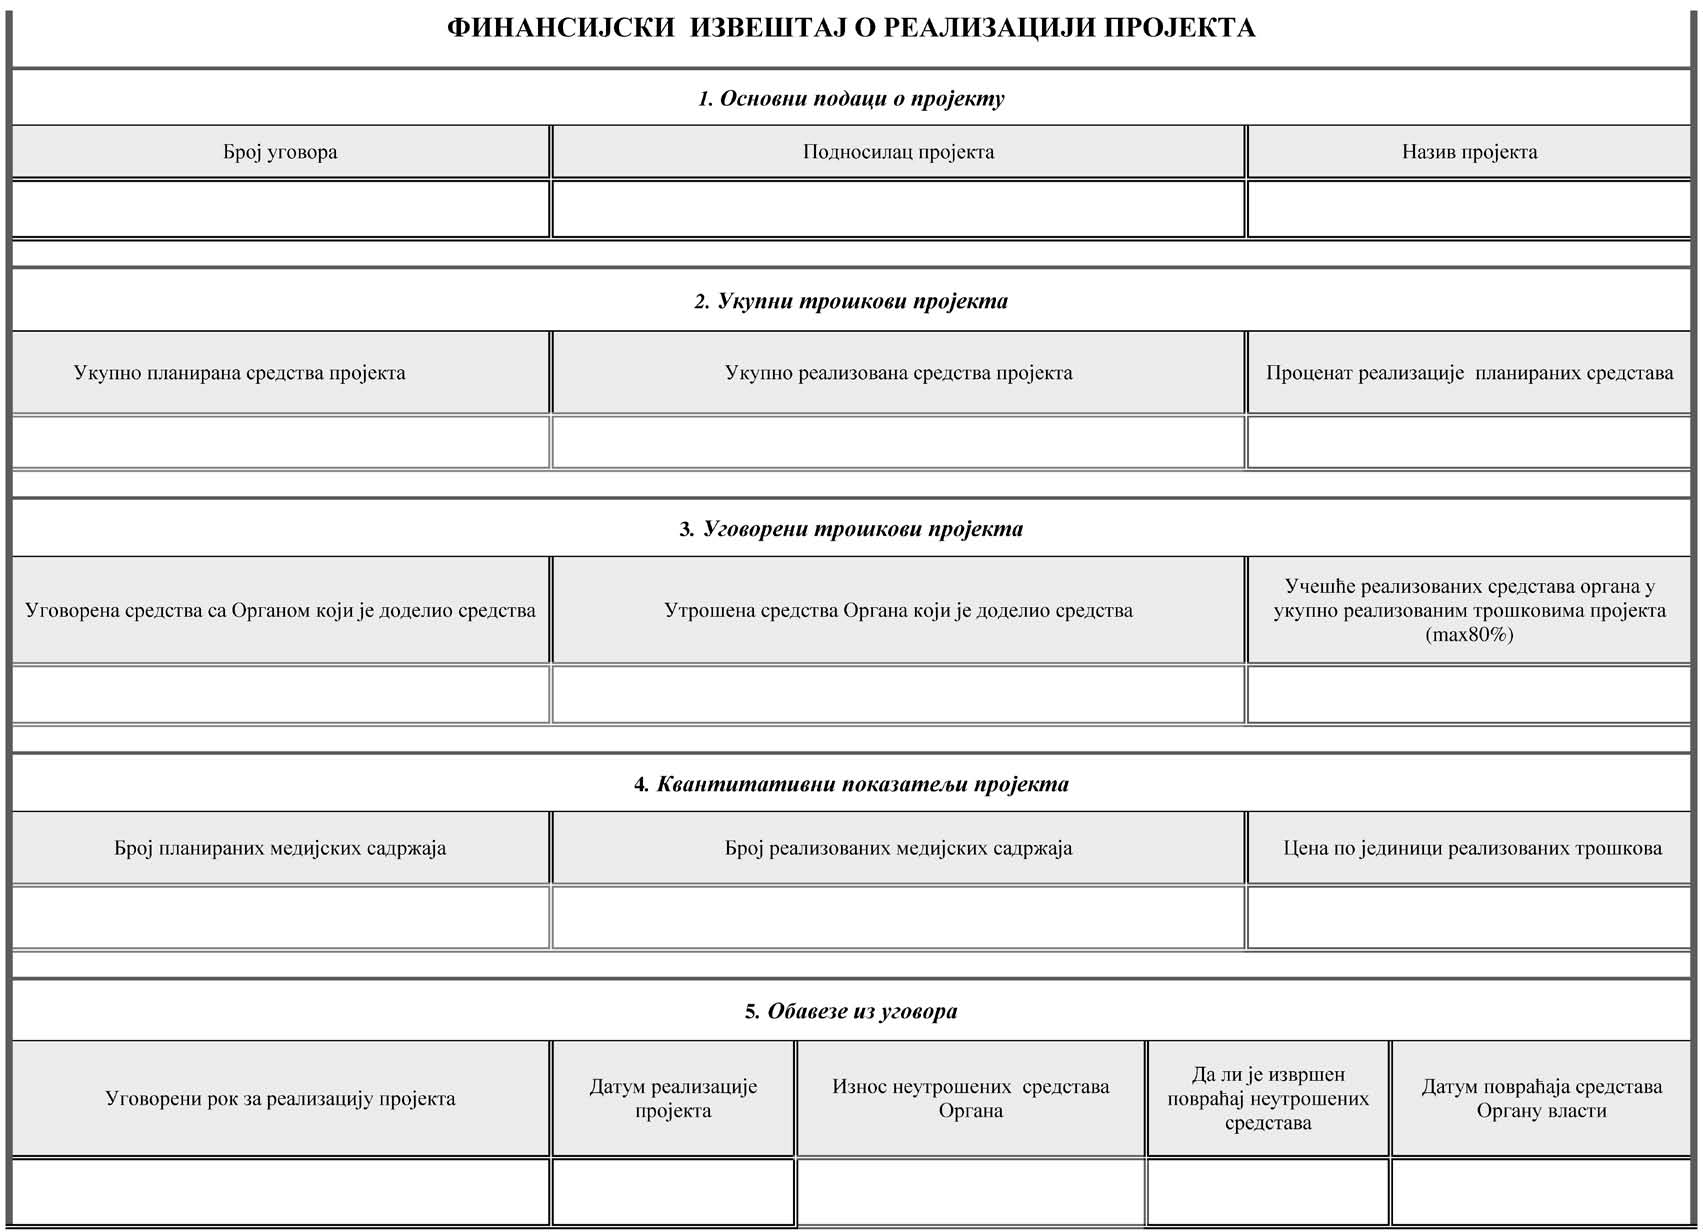 ФИНАНСИЈСКИ ИЗВЕШТАЈ О РЕАЛИЗАЦИЈИ ПРОЈЕКТА
1. Основни подаци о пројекту
Број уговора
Подносилац пројекта
Назив пројекта
2. Укупни трошкови пројекта
Укупно планирана средства пројекта
Укупно реализована средства пројекта
Проценат реализације планираних средстава
3. Уговорени трошкови пројекта
Уговорена средства са Органом који је доделио средства
Утрошена средства Органа који је доделио средства
Учешће реализованих средстава органа у
укупно реализованим трошковима пројекта
(max80%)
4. Квантитативни показатељи пројекта
Број планираних медијских садржаја
Број реализованих медијских садржаја
Цена по јединици реализованих трошкова
5. Обавезе из уговора
Уговорени рок за реализацију пројекта
Датум реализације
пројекта
Износ неутрошених средстава
Органа
Да ли је извршен
повраћај неутрошених
средстава
Датум повраћаја средстава
Органу власти